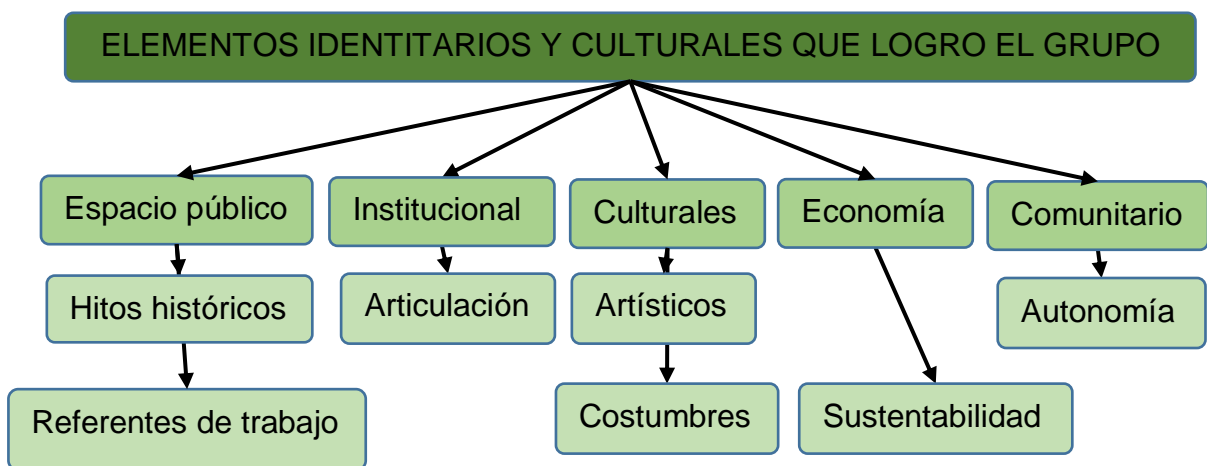 ELEMENTOS IDENTITARIOS Y CULTURALES QUE LOGRO EL GRUPO
Espacio público
Institucional
Culturales
Economía
Comunitario
Hitos históricos
Articulación
Artísticos
Autonomía
Referentes de trabajo
Costumbres
Sustentabilidad